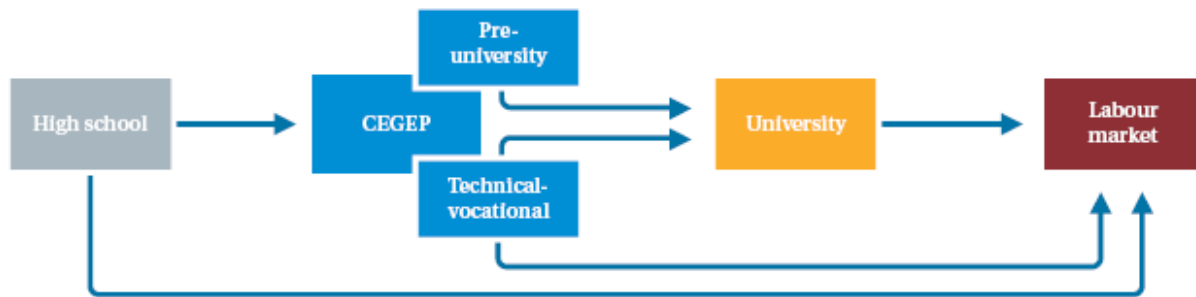 High school
CEGEP
Pre-
university
Technical-
vocational
University
Labour
market